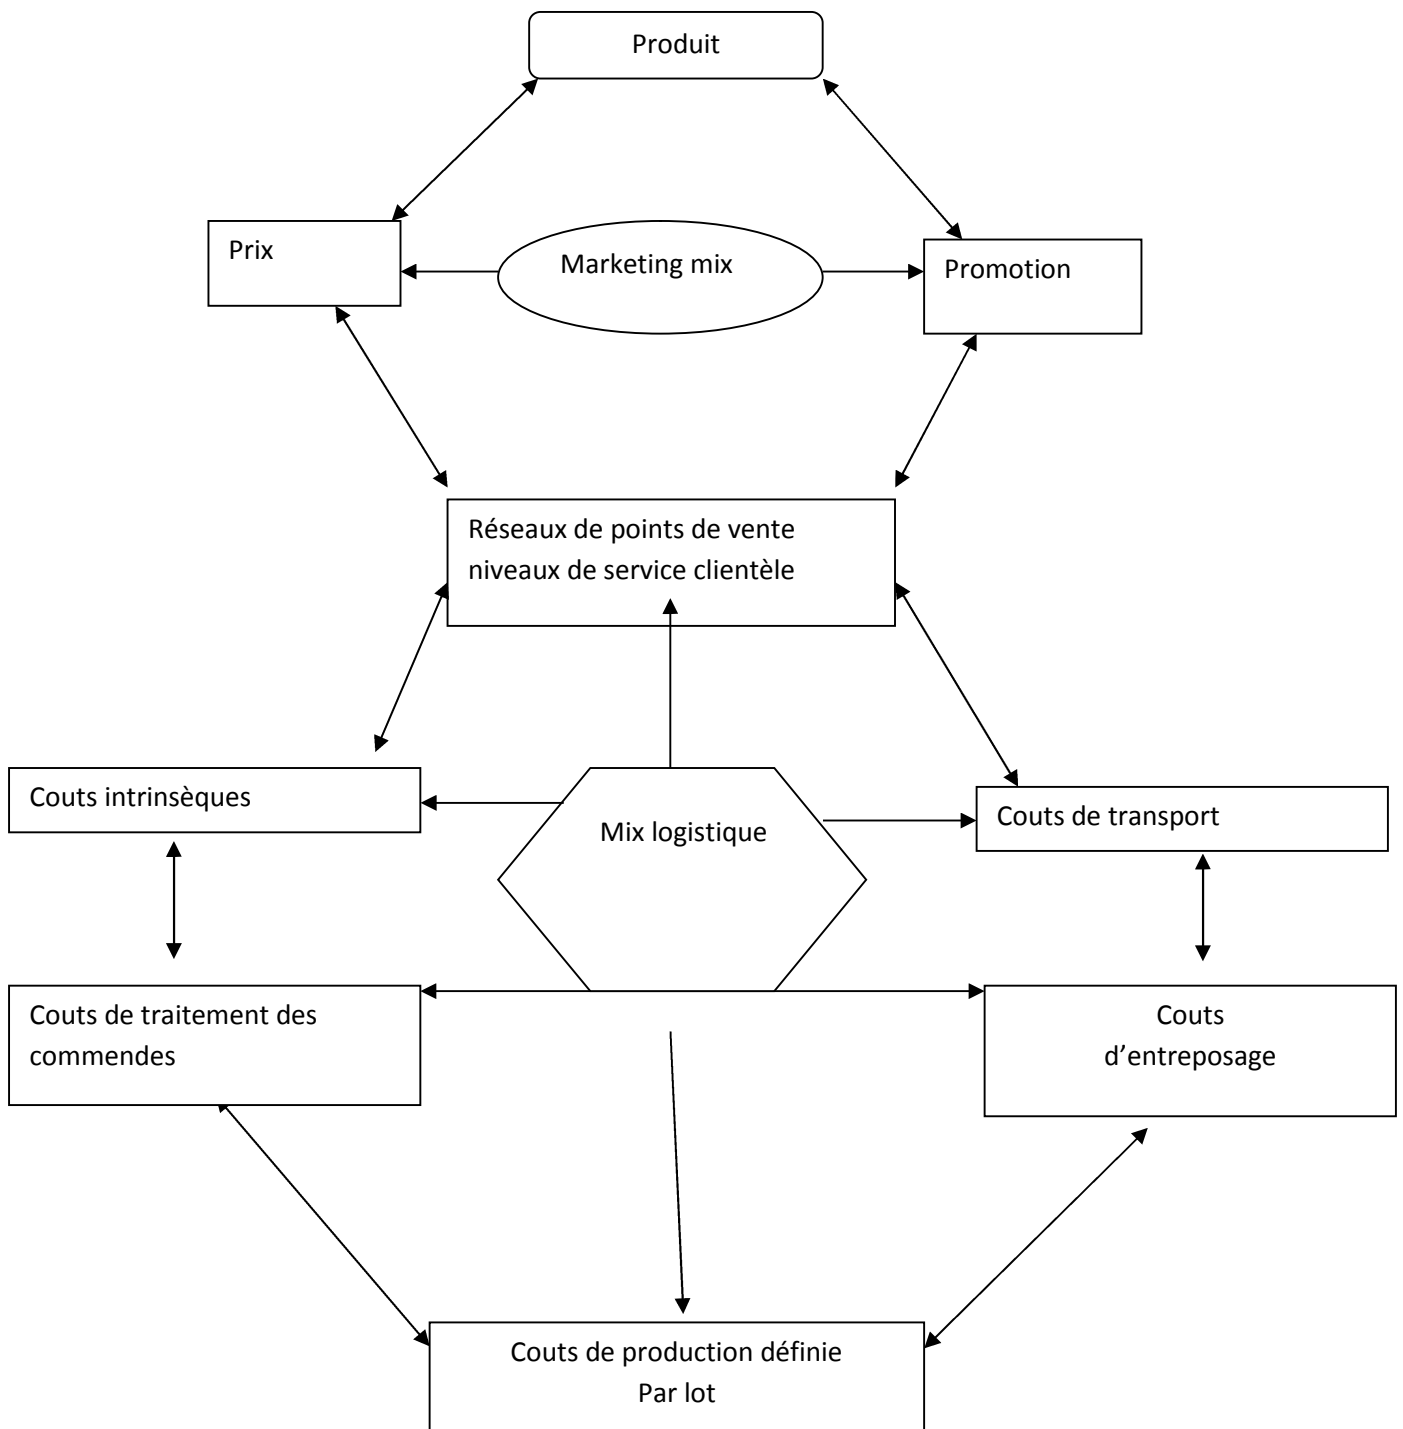 Produit
Prix
Marketing mix
Promotion
Réseaux de points de vente
niveaux de service clientèle
Couts intrinsèques
Mix logistique
Couts de transport
Couts de traitement des
commendes
Couts
d’entreposage
Couts de production définie
Par lot